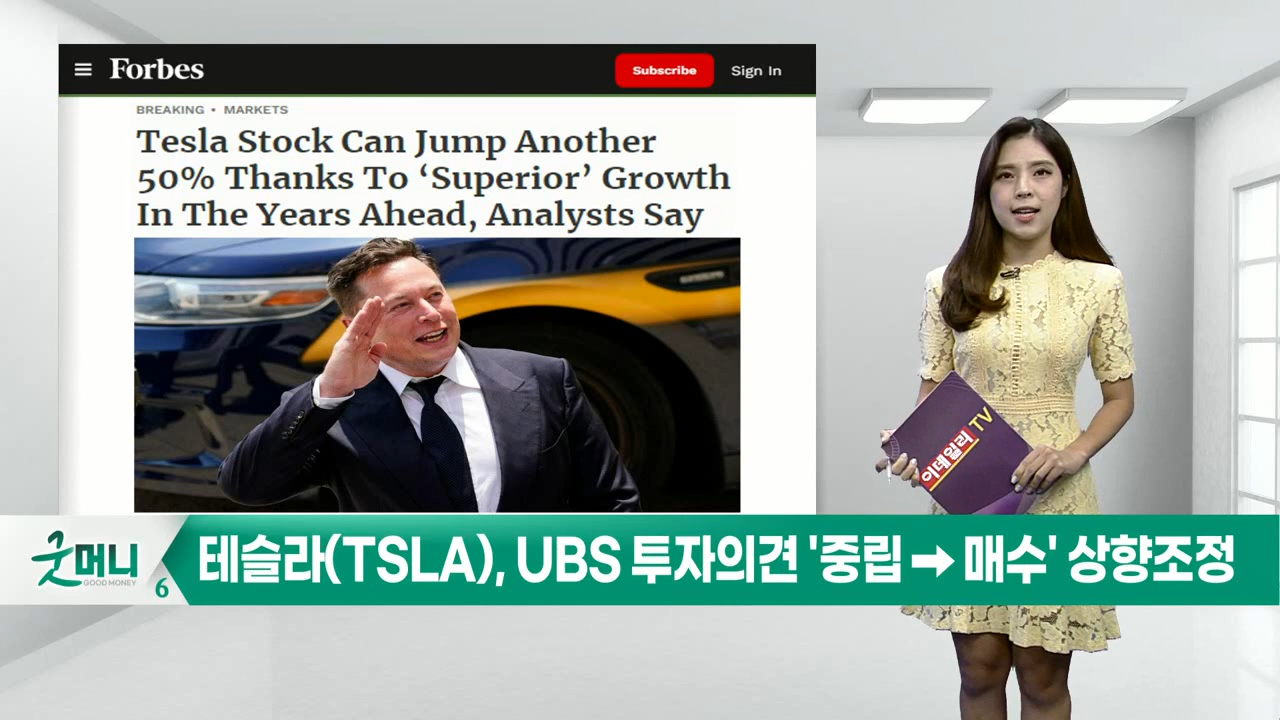 Forbes
Subscribe
Sign In
BREAKING • MARKETS
Tesla Stock Can Jump Another
50% Thanks To ‘Superior’ Growth
In The Years Ahead, Analysts Say
이데일리 TV
굿머니
GOOD MONEY
6
테슬라(TSLA), UBS 투자의견 '중립➡매수' 상향조정